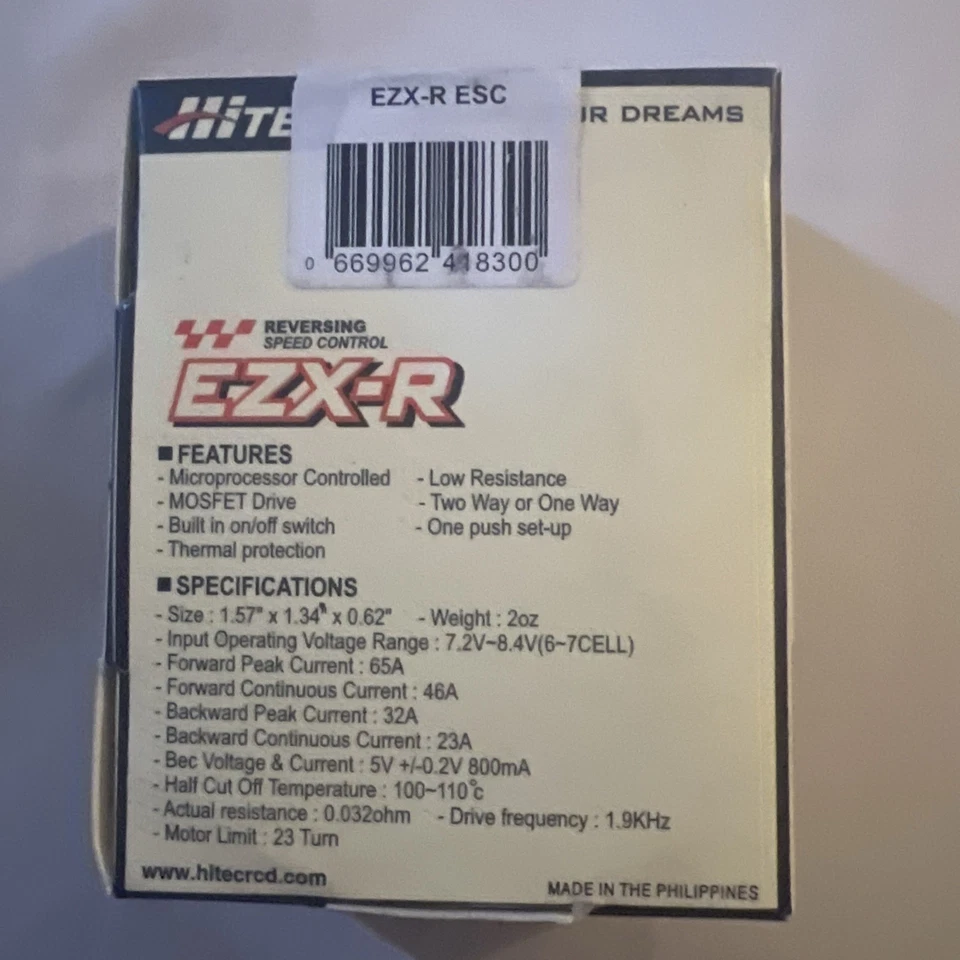 EZX-R ESC
HiTE
UR DREAMS
0 669962 418300
REVERSING
SPEED CONTROL
EZX-R
■ FEATURES
- Microprocessor Controlled - Low Resistance
- MOSFET Drive - Two Way or One Way
- Built in on/off switch - One push set-up
- Thermal protection
■ SPECIFICATIONS
- Size : 1.57" x 1.34" x 0.62" - Weight : 2oz
- Input Operating Voltage Range : 7.2V~8.4V(6~7CELL)
- Forward Peak Current : 65A
- Forward Continuous Current : 46A
- Backward Peak Current : 32A
- Backward Continuous Current : 23A
- Bec Voltage & Current : 5V +/-0.2V 800mA
- Half Cut Off Temperature : 100~110°c
- Actual resistance : 0.032ohm - Drive frequency : 1.9KHz
- Motor Limit : 23 Turn
www.hitecrcd.com
MADE IN THE PHILIPPINES